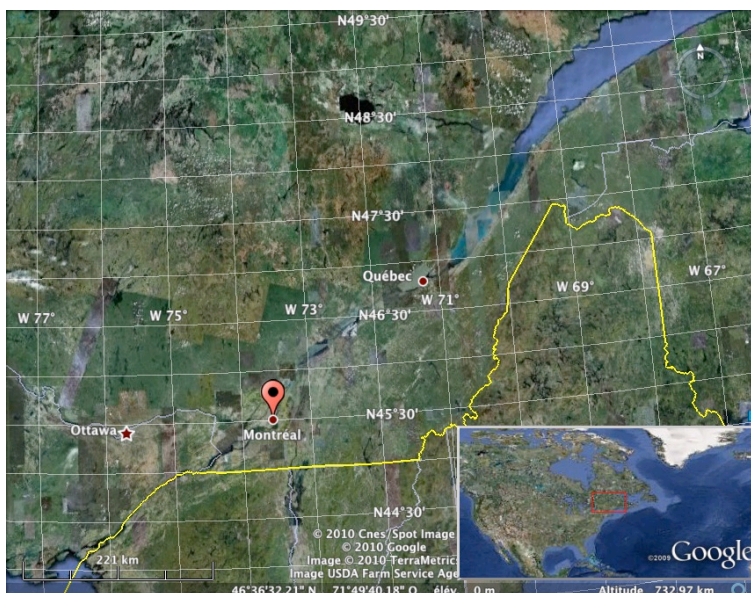 N49°30'
N
N48°30'
N47°30'
Québec
W 67°
W 69°
W 71°
W 73°
W 75°
W 77°
N46°30'
N45°30'
Ottawa
Montréal
N44°30'
© 2010 Cnes/Spot Image
© 2010 Google
Image © 2010 TerraMetrics
Image USDA Farm Service Age
221 km
©2009 Google
46°36'32.21" N 71°49'40.18" O élév. 0 m Altitude 732.97 km